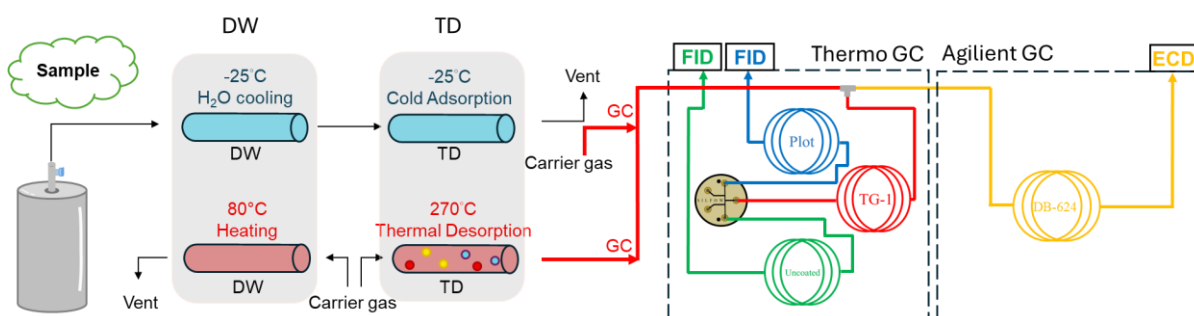 DW
TD
Sample
-25°C
H₂O cooling
DW
-25°C
Cold Adsorption
TD
Vent
GC
Carrier gas
80°C
Heating
DW
270°C
Thermal Desorption
TD
GC
Vent
Carrier gas
FID
FID
Thermo GC
Agilient GC
ECD
Plot
TG-1
Uncoated
DB-624